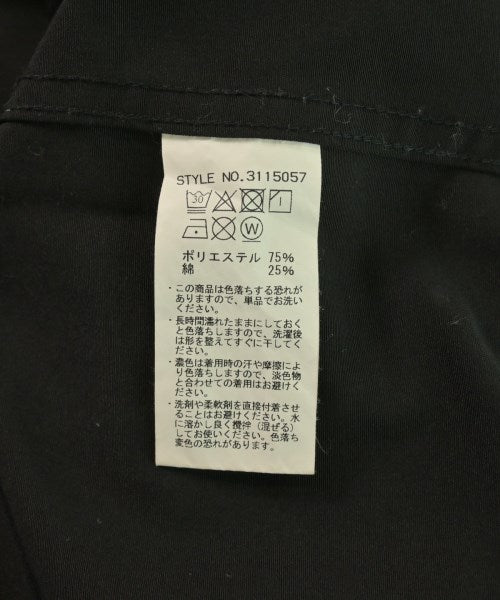 STYLE NO.3115057
30
W
ポリエステル 75%
綿 25%
・この商品は色落ちする恐れが
ありますので、単品でお洗い
ください。
・長時間濡れたままにしておく
と色落ちしますので、洗濯後
は形を整えてすぐに干してく
ださい。
・濃色は着用時の汗や摩擦によ
り色落ちしますので、淡色物
と合わせての着用はお避けく
ださい。
・洗剤や柔軟剤を直接付着させ
ることはお避けください。水
に溶かし良く攪拌(混ぜる)
してお使いください。色落ち
変色の恐れがあります。